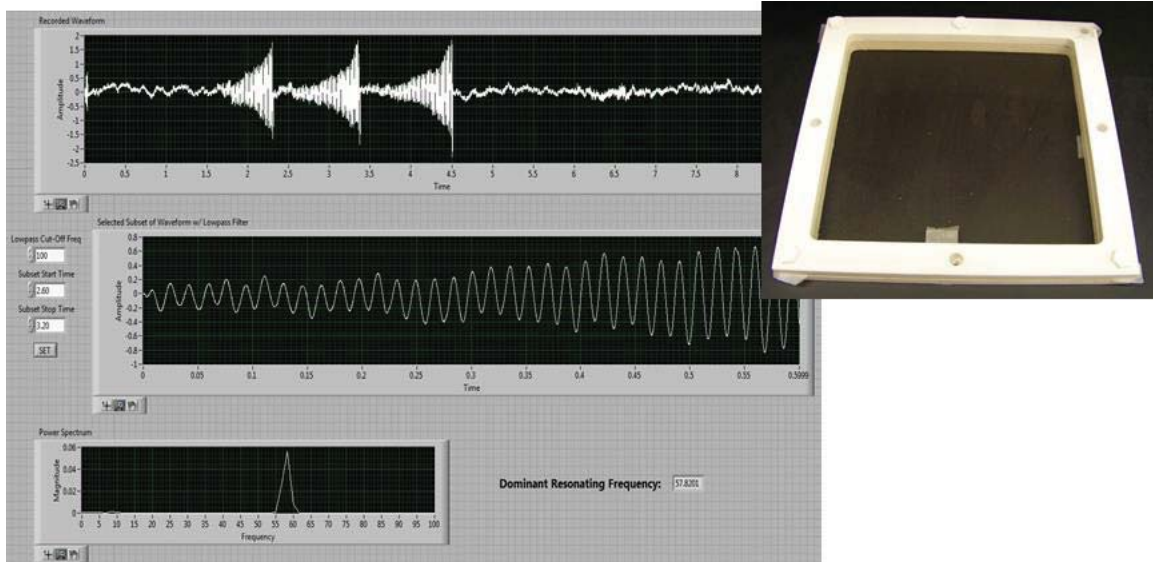 Recorded Waveform
2
1.5
1
0.5
0
-0.5
-1
-1.5
-2
-2.5
Amplitude
0 0.5 1 1.5 2 2.5 3 3.5 4 4.5 5 5.5 6 6.5 7 7.5 8
Time
Selected Subset of Waveform w/ Lowpass Filter
Lowpass Cut-Off Freq
100
Subset Start Time
2.60
Subset Stop Time
3.20
SET
0.8
0.6
0.4
0.2
0
-0.2
-0.4
-0.6
-0.8
-1
Amplitude
0 0.05 0.1 0.15 0.2 0.25 0.3 0.35 0.4 0.45 0.5 0.55 0.5999
Time
Power Spectrum
0.06
0.04
0.02
0
Magnitude
0 5 10 15 20 25 30 35 40 45 50 55 60 65 70 75 80 85 90 95 100
Frequency
Dominant Resonating Frequency: 57.8201